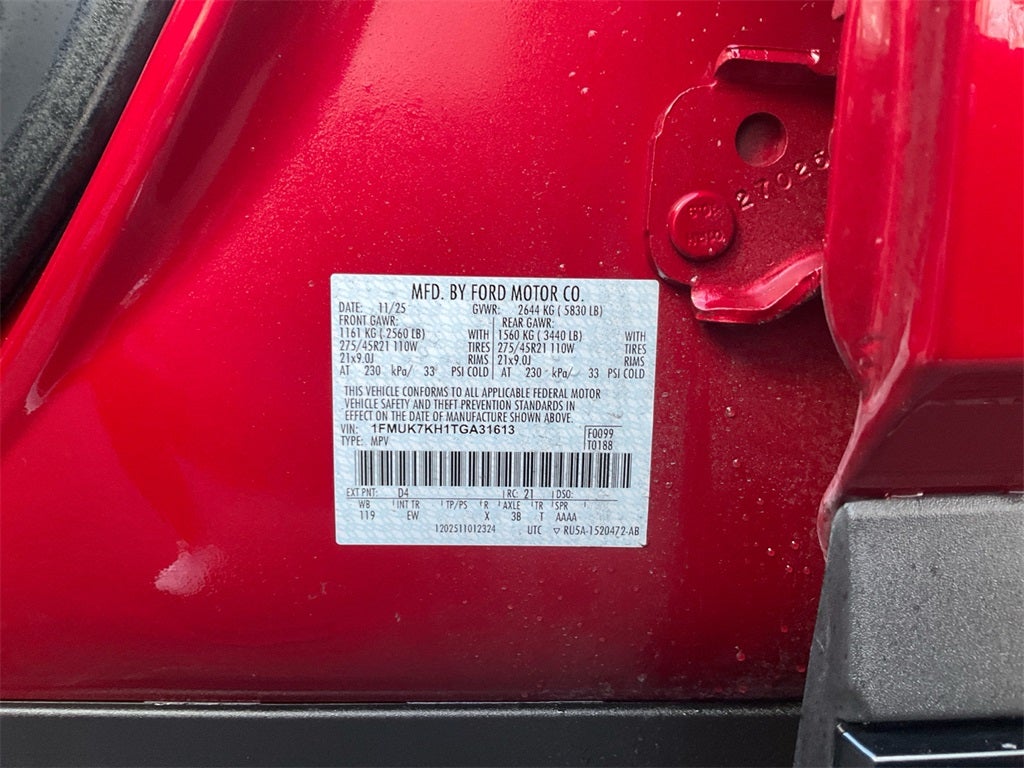 27025
MFD. BY FORD MOTOR CO.
DATE: 11/25 GVWR: 2644 KG ( 5830 LB)
FRONT GAWR: REAR GAWR:
1161 KG ( 2560 LB) WITH 1560 KG ( 3440 LB) WITH
275/45R21 110W TIRES 275/45R21 110W TIRES
21x9.0J RIMS 21x9.0J RIMS
AT 230 kPa/ 33 PSI COLD AT 230 kPa/ 33 PSI COLD
THIS VEHICLE CONFORMS TO ALL APPLICABLE FEDERAL MOTOR
VEHICLE SAFETY AND THEFT PREVENTION STANDARDS IN
EFFECT ON THE DATE OF MANUFACTURE SHOWN ABOVE.
VIN: 1FMUK7KH1TGA31613 F0099
TYPE: MPV T0188
EXT PNT: D4 RC: 21 DSO:
WB INT TR TP/PS R AXLE TR SPR
119 EW X 3B T AAAA
1202511012324 UTC ▽ RU5A-1520472-AB